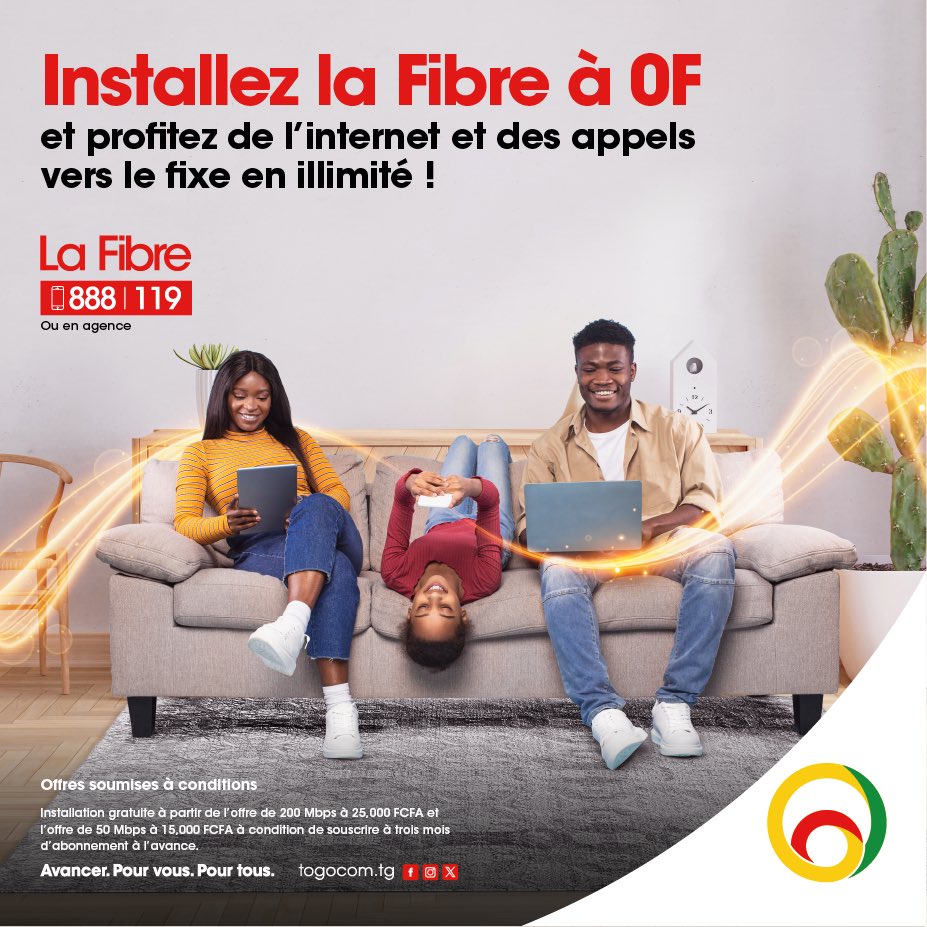 Installez la Fibre à 0F
et profitez de l'internet et des appels
vers le fixe en illimité !
La Fibre
888 | 119
Ou en agence
Offres soumises à conditions
Installation gratuite à partir de l'offre de 200 Mbps à 25,000 FCFA et
l'offre de 50 Mbps à 15,000 FCFA à condition de souscrire à trois mois
d'abonnement à l'avance.
Avancer. Pour vous. Pour tous. togocom.tg